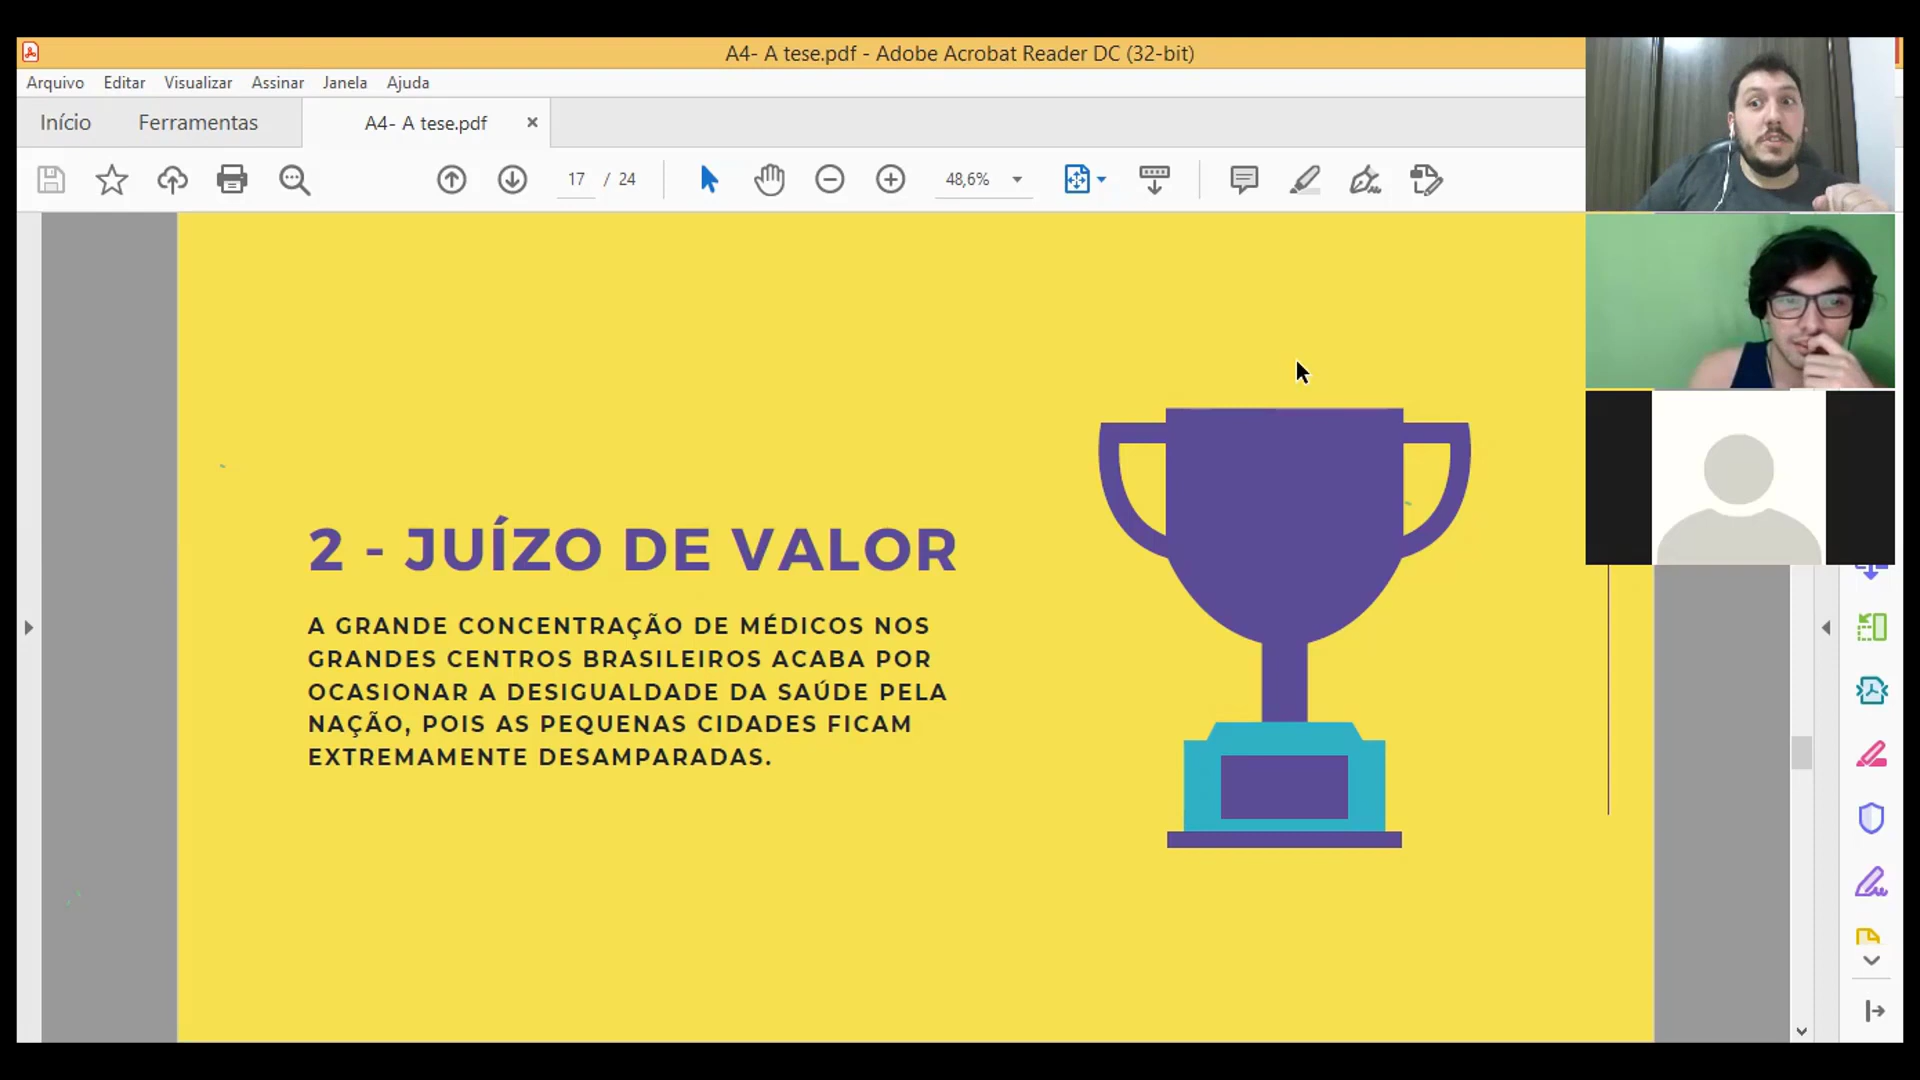 A4- A tese.pdf - Adobe Acrobat Reader DC (32-bit)
Arquivo Editar Visualizar Assinar Janela Ajuda
Início Ferramentas A4- A tese.pdf ×
17 / 24 48,6%
2 - JUÍZO DE VALOR
A GRANDE CONCENTRAÇÃO DE MÉDICOS NOS
GRANDES CENTROS BRASILEIROS ACABA POR
OCASIONAR A DESIGUALDADE DA SAÚDE PELA
NAÇÃO, POIS AS PEQUENAS CIDADES FICAM
EXTREMAMENTE DESAMPARADAS.